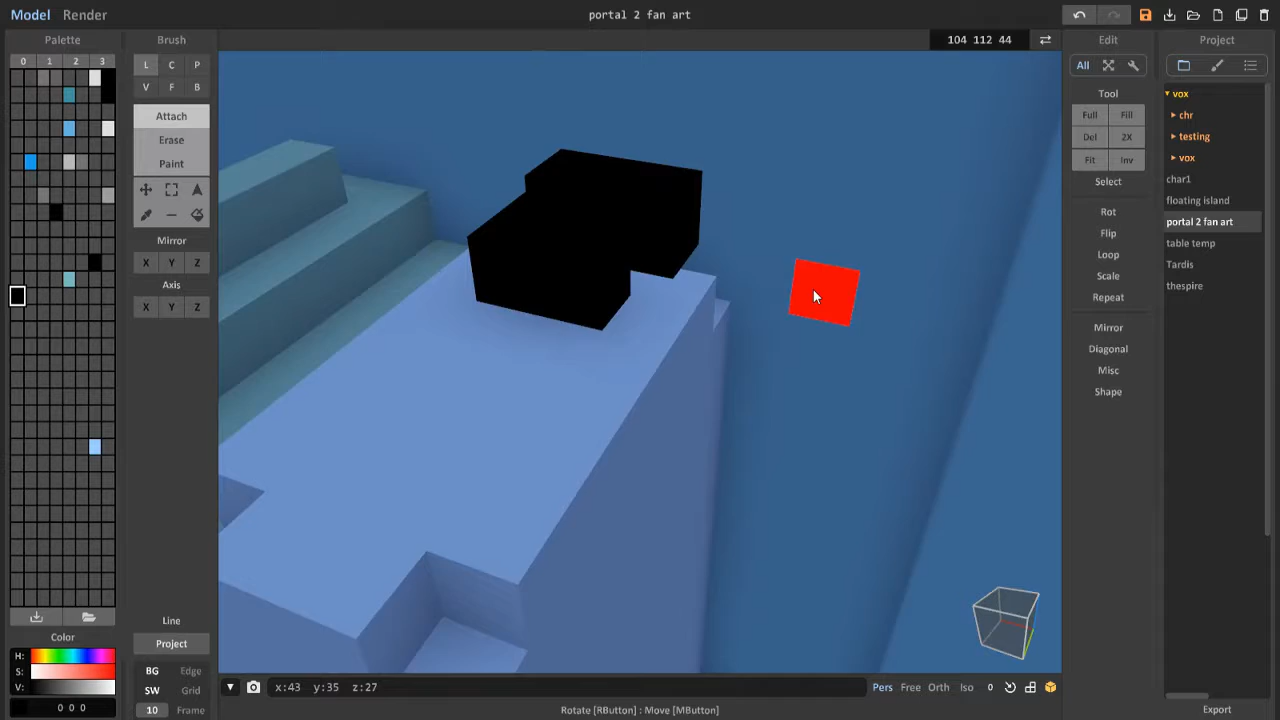 Model Render
portal 2 fan art
Palette
Brush
104 112 44
Edit
Project
0 1 2 3
L C P
V F B
Attach
Erase
Paint
Mirror
X Y Z
Axis
X Y Z
Line
Project
BG Edge
SW Grid
10 Frame
Color
H:
S:
V:
0 0 0
All
Tool
Full Fill
Del 2X
Fit Inv
Select
Rot
Flip
Loop
Scale
Repeat
Mirror
Diagonal
Misc
Shape
vox
chr
testing
vox
char1
floating island
portal 2 fan art
table temp
Tardis
thespire
Export
x:43 y:35 z:27
Pers Free Orth Iso 0
Rotate [RButton] : Move [MButton]